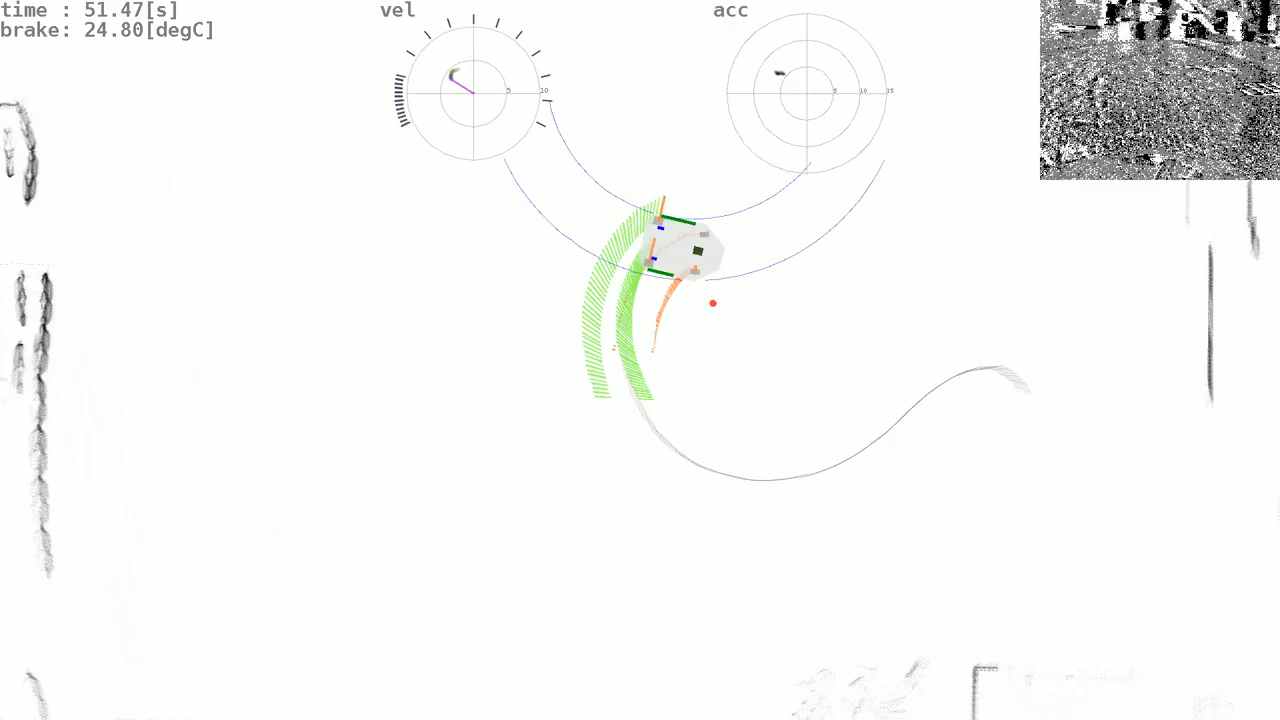 time : 51.47[s]
brake: 24.80[degC]
vel
5
10
acc
5
10
15